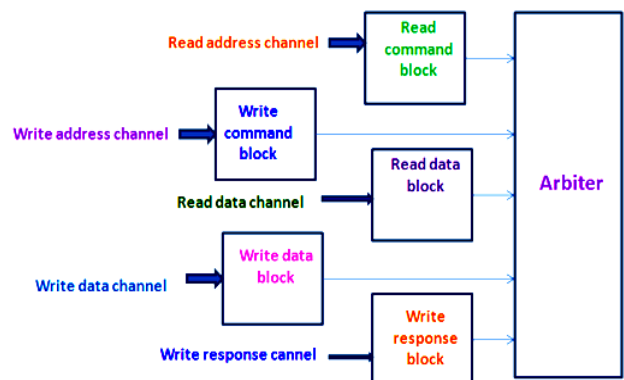 Read address channel
Read
command
block
Write address channel
Write
command
block
Read data channel
Read data
block
Arbiter
Write data channel
Write data
block
Write response cannel
Write
response
block